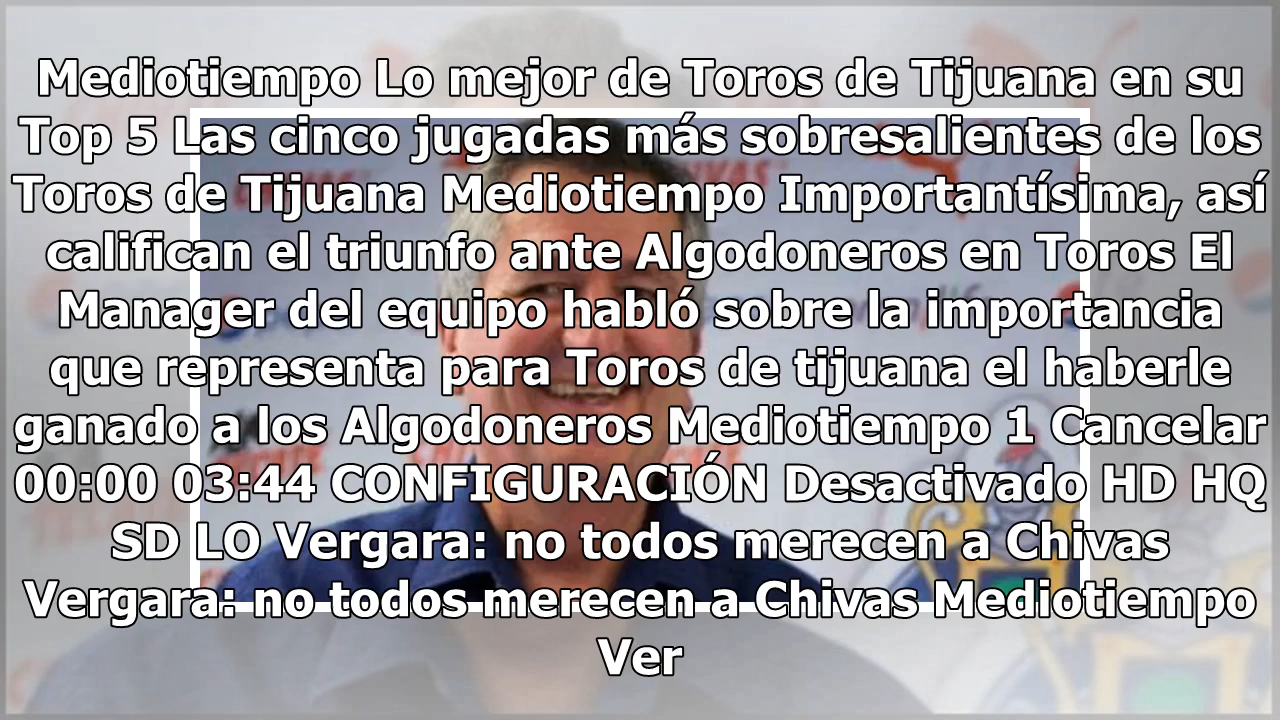 Mediotiempo Lo mejor de Toros de Tijuana en su
Top 5 Las cinco jugadas más sobresalientes de los
Toros de Tijuana Mediotiempo Importantísima, así
califican el triunfo ante Algodoneros en Toros El
Manager del equipo habló sobre la importancia
que representa para Toros de tijuana el haberle
ganado a los Algodoneros Mediotiempo 1 Cancelar
00:00 03:44 CONFIGURACIÓN Desactivado HD HQ
SD LO Vergara: no todos merecen a Chivas
Vergara: no todos merecen a Chivas Mediotiempo
Ver